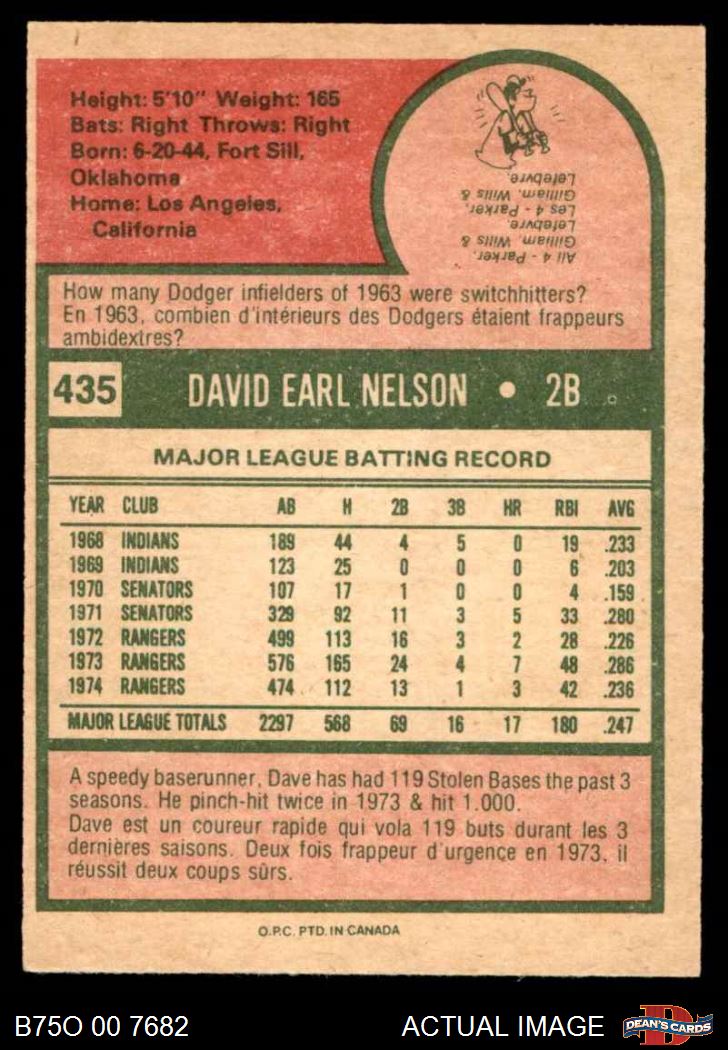 Height: 5'10" Weight: 165
Bats: Right Throws: Right
Born: 6-20-44, Fort Sill,
Oklahoma
Home: Los Angeles,
California
All 4 - Parker,
Gilliam, Wills &
Lefebvre.
Les 4 - Parker,
Gilliam, Wills &
Lefebvre.
How many Dodger infielders of 1963 were switchhitters?
En 1963, combien d'intérieurs des Dodgers étaient frappeurs
ambidextres?
435 DAVID EARL NELSON • 2B
MAJOR LEAGUE BATTING RECORD
YEAR CLUB AB H 2B 3B HR RBI AVG
1968 INDIANS 189 44 4 5 0 19 .233
1969 INDIANS 123 25 0 0 0 6 .203
1970 SENATORS 107 17 1 0 0 4 .159
1971 SENATORS 329 92 11 3 5 33 .280
1972 RANGERS 499 113 16 3 2 28 .226
1973 RANGERS 576 165 24 4 7 48 .286
1974 RANGERS 474 112 13 1 3 42 .236
MAJOR LEAGUE TOTALS 2297 568 69 16 17 180 .247
A speedy baserunner, Dave has had 119 Stolen Bases the past 3
seasons. He pinch-hit twice in 1973 & hit 1.000.
Dave est un coureur rapide qui vola 119 buts durant les 3
dernières saisons. Deux fois frappeur d'urgence en 1973, il
réussit deux coups sûrs.
O.P.C. PTD. IN CANADA
B75O 00 7682 ACTUAL IMAGE D DEAN'S CARDS